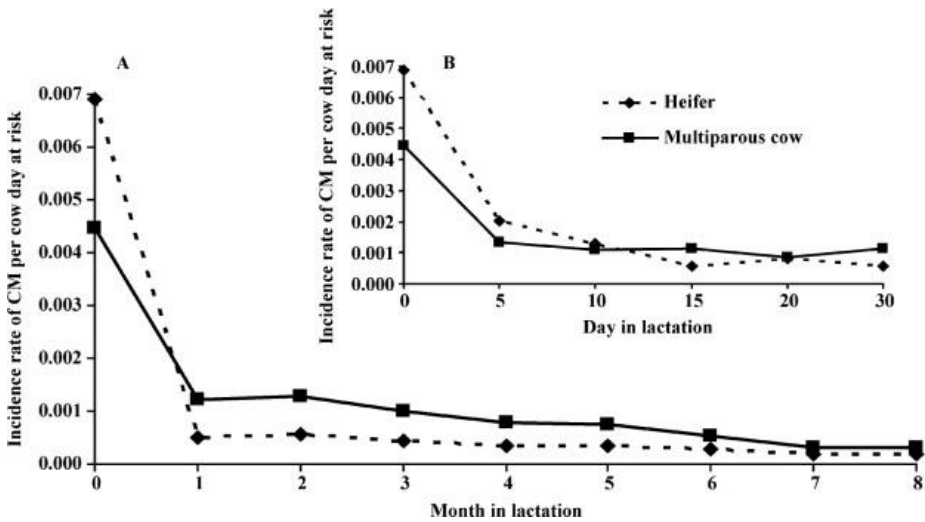 A
Incidence rate of CM per cow day at risk
0.007
0.006
0.005
0.004
0.003
0.002
0.001
0.000
0 1 2 3 4 5 6 7 8
Month in lactation
B
Incidence rate of CM per cow day at risk
0.007
0.006
0.005
0.004
0.003
0.002
0.001
0.000
0 5 10 15 20 30
Day in lactation
Heifer
Multiparous cow